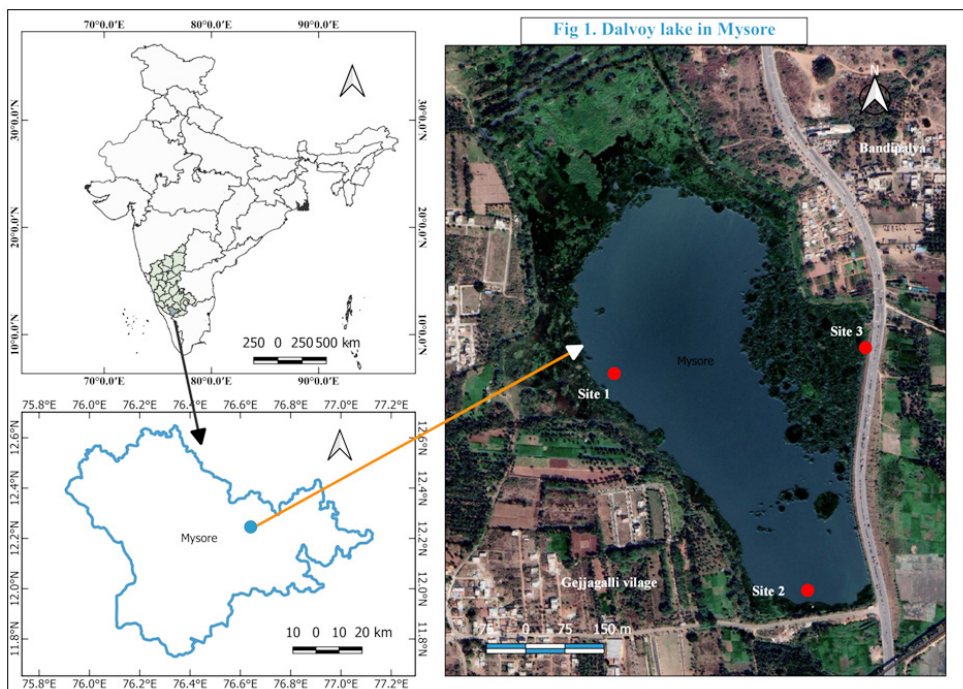 Fig 1. Dalvoy lake in Mysore
70°0.0'N 80°0.0'N 90°0.0'N
30°0.0'N 30°0.0'N
20°0.0'N 20°0.0'N
10°0.0'N 10°0.0'N
250 0 250 500 km
70°0.0'N 80°0.0'N 90°0.0'N
75.8°E 76.0°E 76.2°E 76.4°E 76.6°E 76.8°E 77.0°E 77.2°E
12.6°N 12.6°N
12.4°N 12.4°N
12.2°N 12.2°N
12.0°N 12.0°N
11.8°N 11.8°N
Mysore
10 0 10 20 km
75.8°E 76.0°E 76.2°E 76.4°E 76.6°E 76.8°E 77.0°E 77.2°E
N
Bandipalya
Site 3
Mysore
Site 1
Gejjagalli vilage
Site 2
75 0 75 150 m